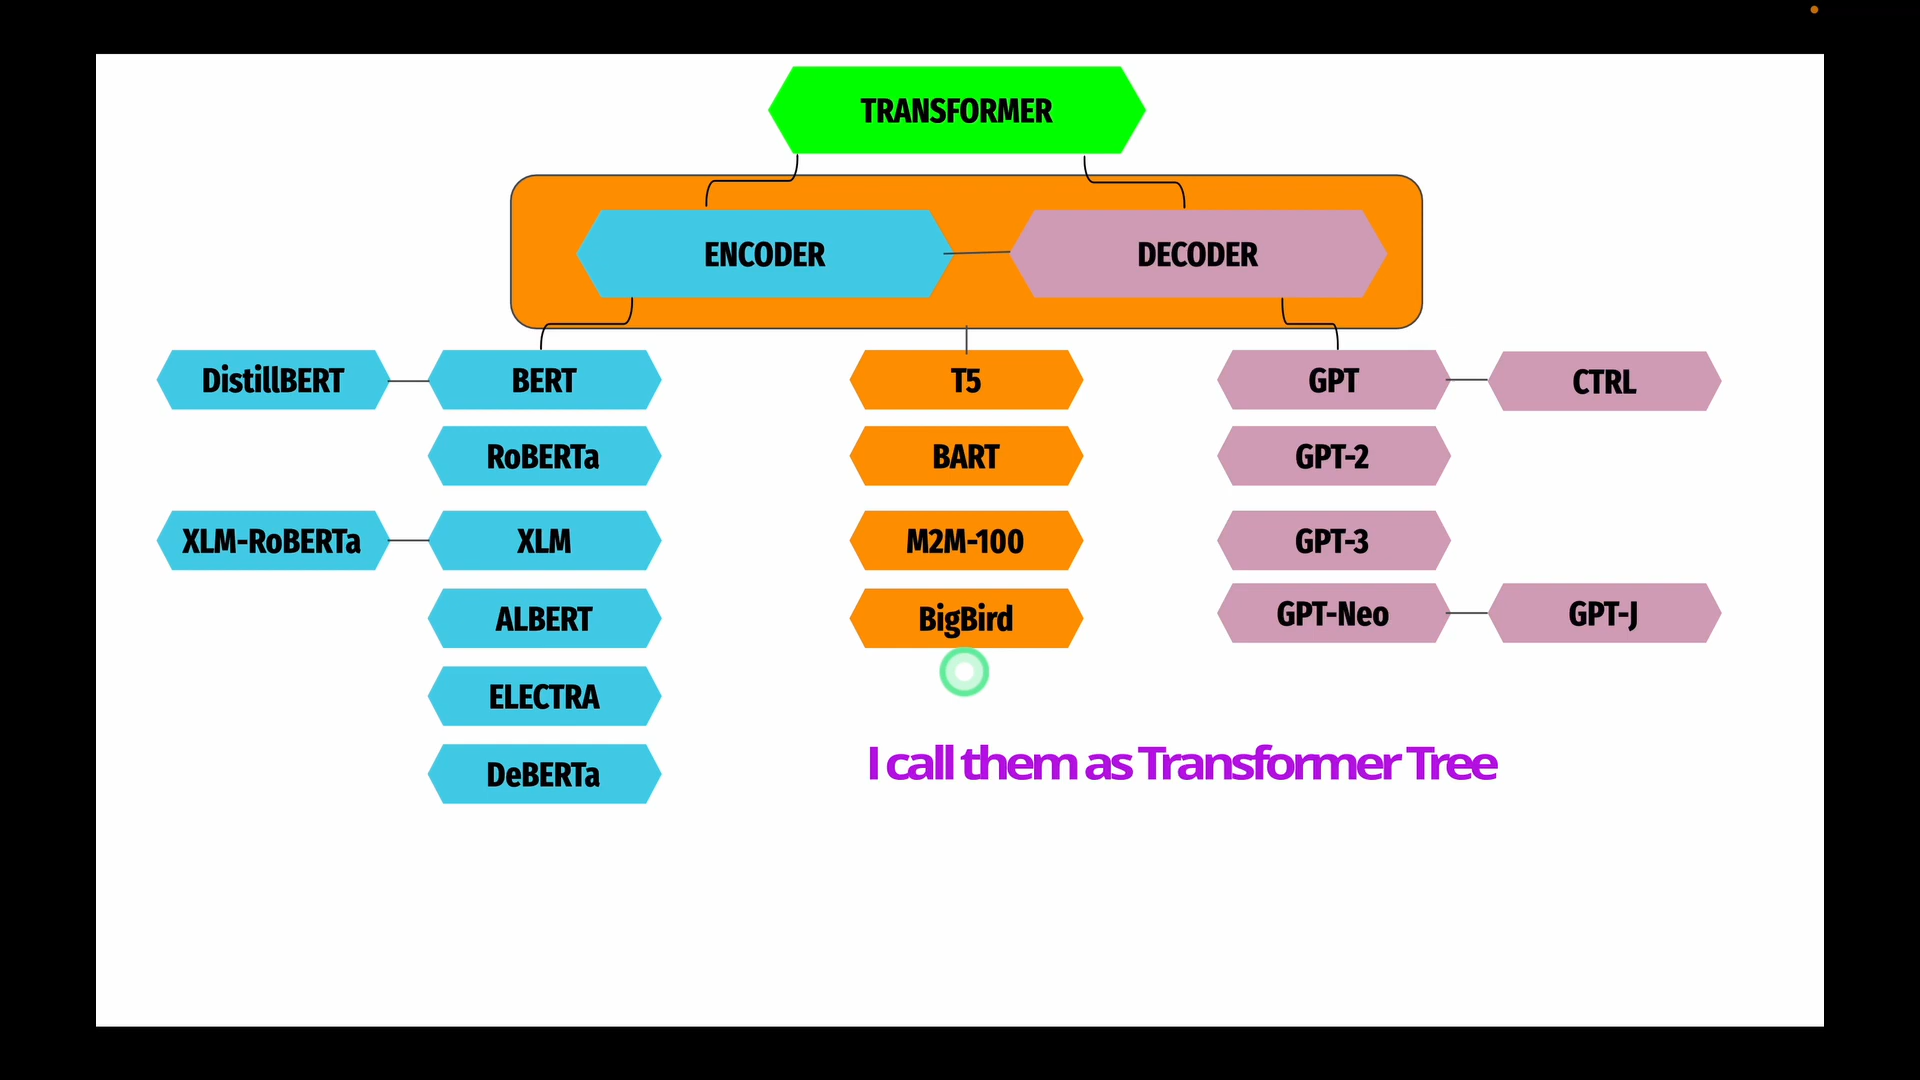 TRANSFORMER
ENCODER
DECODER
DistillBERT
BERT
T5
GPT
CTRL
RoBERTa
BART
GPT-2
XLM-RoBERTa
XLM
M2M-100
GPT-3
ALBERT
BigBird
GPT-Neo
GPT-J
ELECTRA
DeBERTa
I call them as Transformer Tree